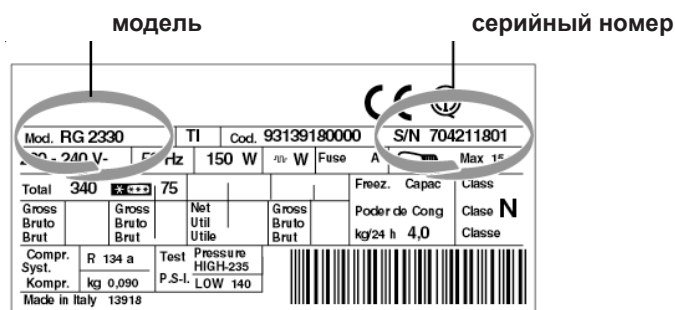 модель
серийный номер
CE
Mod. RG 2330 TI Cod. 93139180000 S/N 704211801
240 V- Hz 150 W W Fuse A Max 15
Total 340 75 Freez. Capac Class
Gross Gross Net Gross Poder de Cong Clase N
Bruto Bruto Util Bruto
Brut Brut Utile Brut kg/24 h 4,0 Classe
Compr. R 134 a Test Pressure
Syst. HIGH-235
Kompr. kg 0,090 P.S-I. LOW 140
Made in Italy 13918